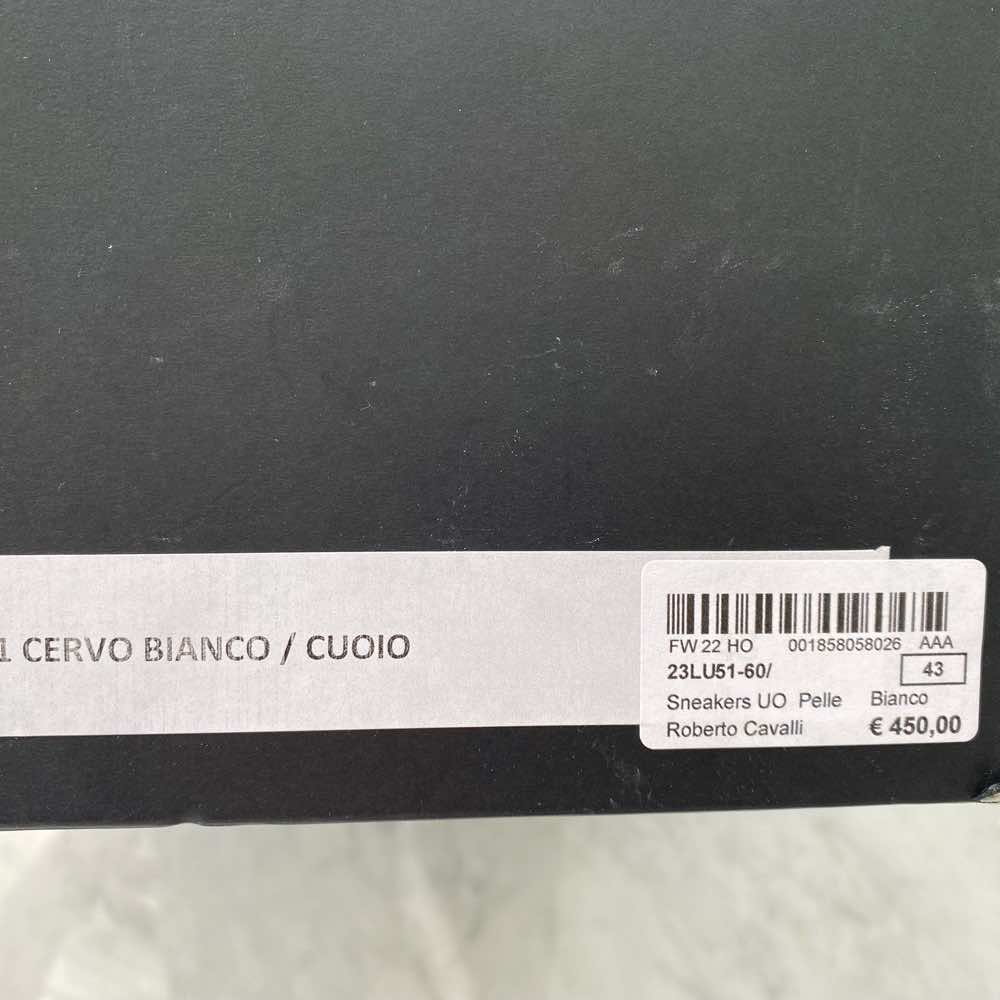 1 CERVO BIANCO / CUOIO
FW 22 HO 001858058026 AAA
23LU51-60/ 43
Sneakers UO Pelle Bianco
Roberto Cavalli € 450,00